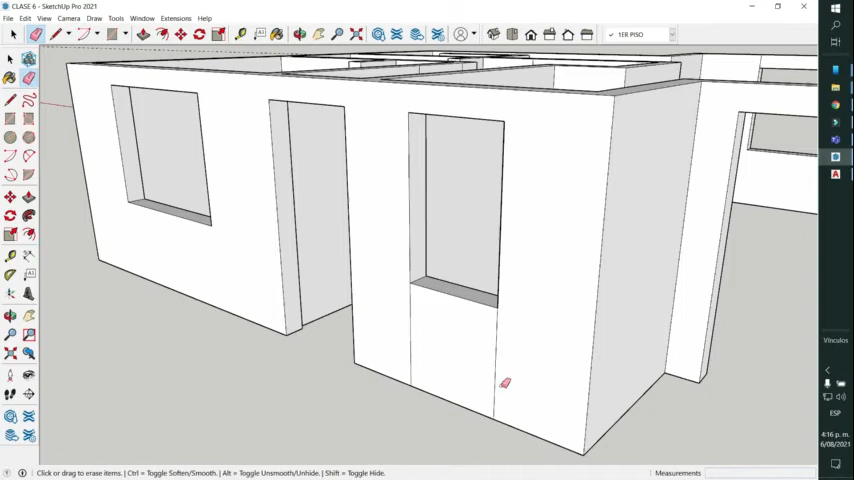 CLASE 6 - SketchUp Pro 2021
File Edit View Camera Draw Tools Window Extensions Help
1ER PISO
Vínculos
ESP
4:16 p. m.
6/08/2021
Click or drag to erase items. | Ctrl = Toggle Soften/Smooth. | Alt = Toggle Unsmooth/Unhide. | Shift = Toggle Hide.
Measurements